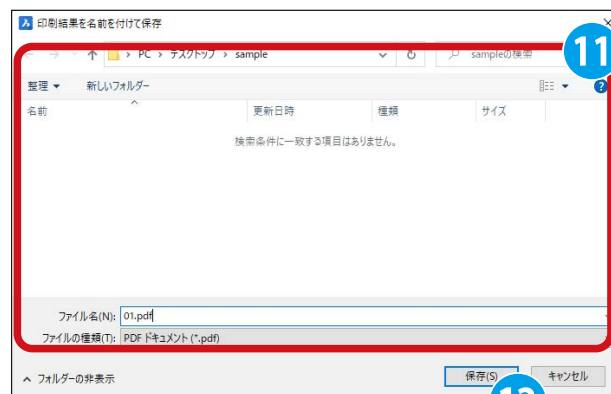 印刷結果を名前を付けて保存
PC > デスクトップ > sample
sampleの検索
11
整理 新しいフォルダー
名前 更新日時 種類 サイズ
検索条件に一致する項目はありません。
ファイル名(N): 01.pdf
ファイルの種類(T): PDF ドキュメント (*.pdf)
フォルダーの非表示 保存(S) キャンセル